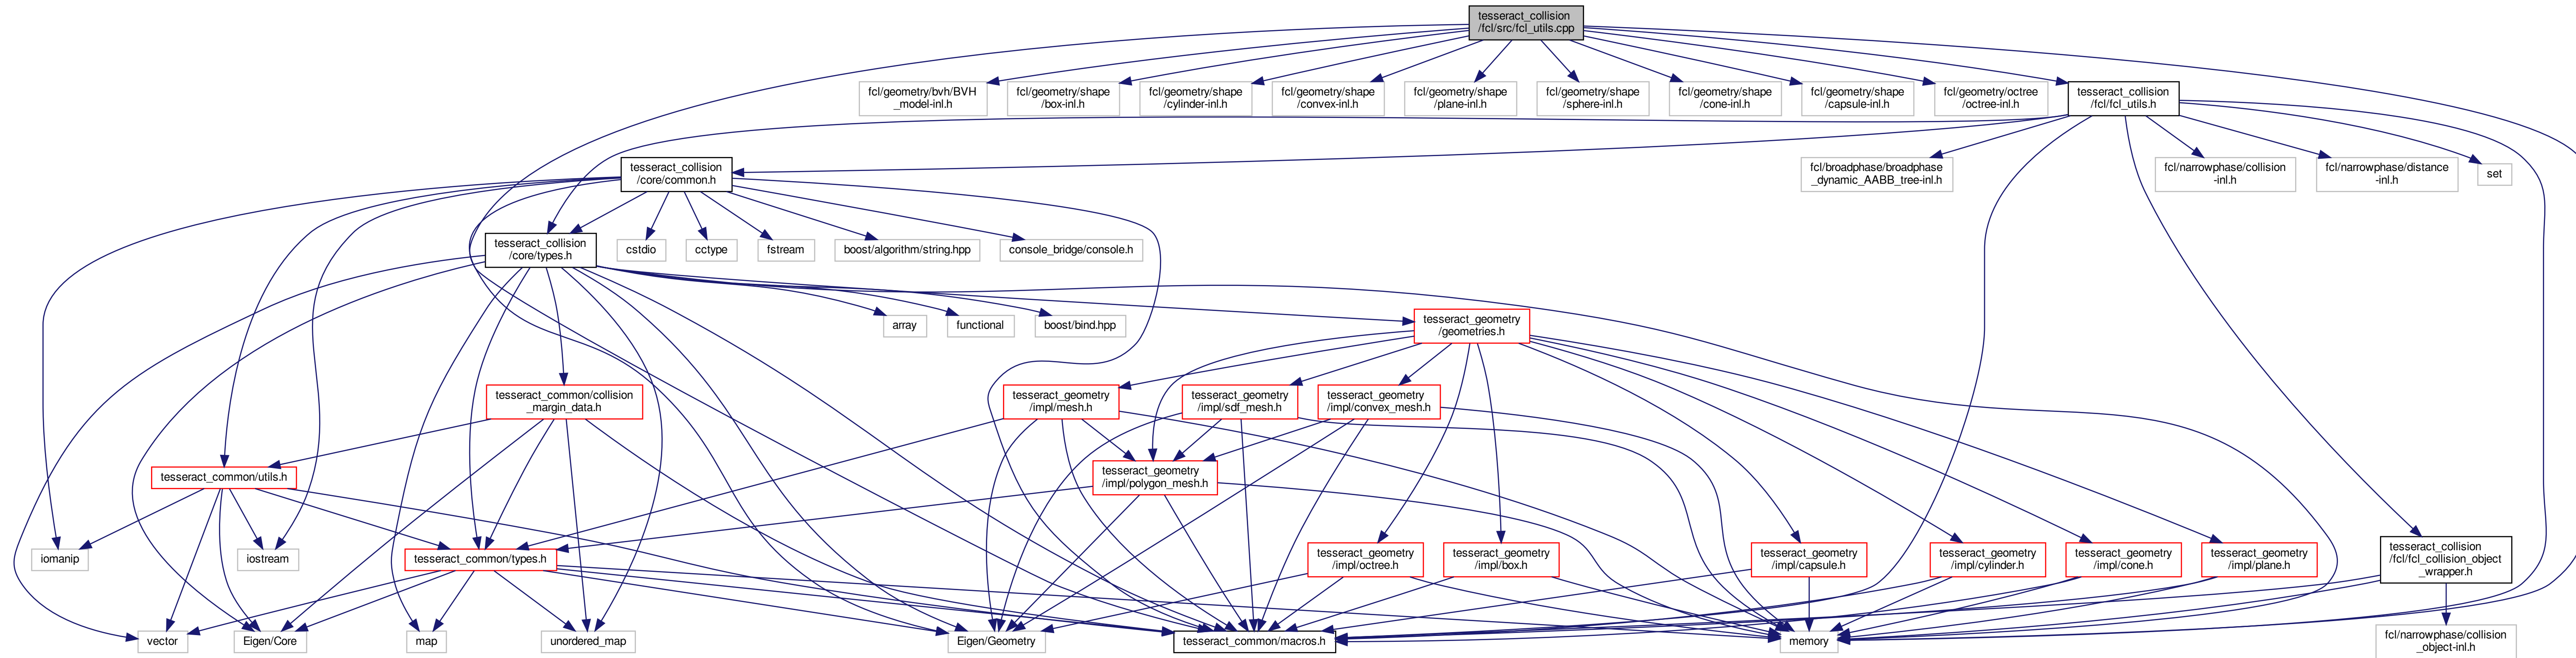 tesseract_collision
/fcl/src/fcl_utils.cpp
fcl/geometry/bvh/BVH
_model-inl.h
fcl/geometry/shape
/box-inl.h
fcl/geometry/shape
/cylinder-inl.h
fcl/geometry/shape
/convex-inl.h
fcl/geometry/shape
/plane-inl.h
fcl/geometry/shape
/sphere-inl.h
fcl/geometry/shape
/cone-inl.h
fcl/geometry/shape
/capsule-inl.h
fcl/geometry/octree
/octree-inl.h
tesseract_collision
/fcl/fcl_utils.h
tesseract_collision
/core/common.h
fcl/broadphase/broadphase
_dynamic_AABB_tree-inl.h
fcl/narrowphase/collision
-inl.h
fcl/narrowphase/distance
-inl.h
set
tesseract_collision
/core/types.h
cstdio
cctype
fstream
boost/algorithm/string.hpp
console_bridge/console.h
array
functional
boost/bind.hpp
tesseract_geometry
/geometries.h
tesseract_common/collision
_margin_data.h
tesseract_geometry
/impl/mesh.h
tesseract_geometry
/impl/sdf_mesh.h
tesseract_geometry
/impl/convex_mesh.h
tesseract_common/utils.h
tesseract_geometry
/impl/polygon_mesh.h
iomanip
iostream
tesseract_common/types.h
tesseract_geometry
/impl/octree.h
tesseract_geometry
/impl/box.h
tesseract_geometry
/impl/capsule.h
tesseract_geometry
/impl/cylinder.h
tesseract_geometry
/impl/cone.h
tesseract_geometry
/impl/plane.h
tesseract_collision
/fcl/fcl_collision_object
_wrapper.h
vector
Eigen/Core
map
unordered_map
Eigen/Geometry
tesseract_common/macros.h
memory
fcl/narrowphase/collision
_object-inl.h